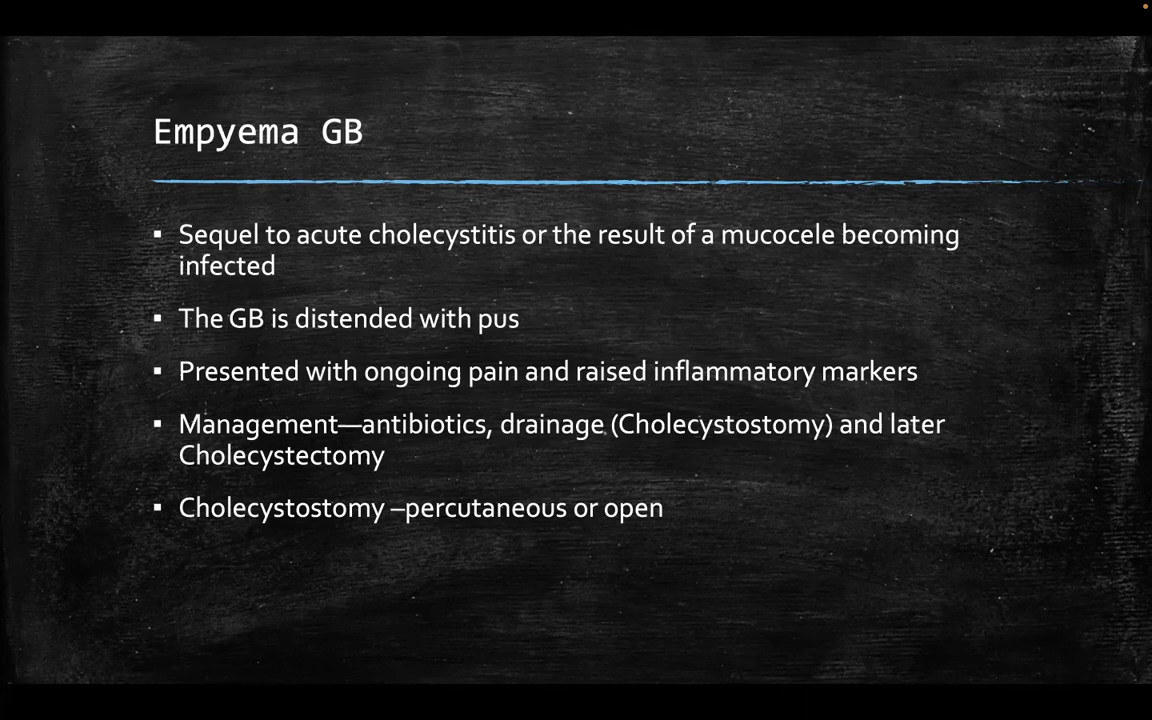 Empyema GB
▪ Sequel to acute cholecystitis or the result of a mucocele becoming
infected
▪ The GB is distended with pus
▪ Presented with ongoing pain and raised inflammatory markers
▪ Management—antibiotics, drainage (Cholecystostomy) and later
Cholecystectomy
▪ Cholecystostomy –percutaneous or open